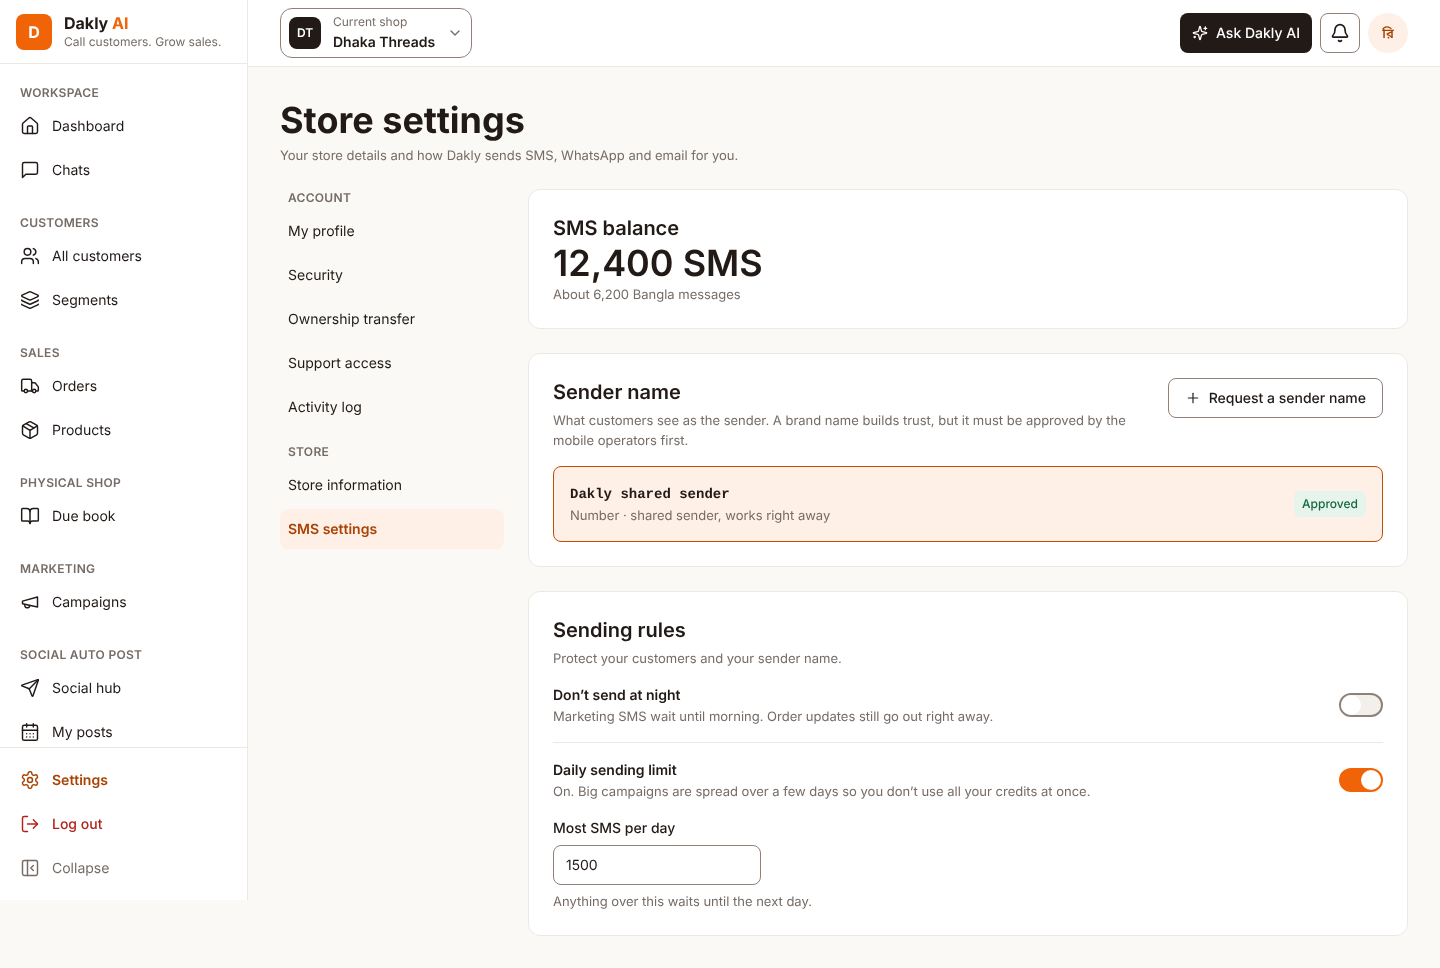 D
Dakly AI
Call customers. Grow sales.
WORKSPACE
Dashboard
Chats
CUSTOMERS
All customers
Segments
SALES
Orders
Products
PHYSICAL SHOP
Due book
MARKETING
Campaigns
SOCIAL AUTO POST
Social hub
My posts
Settings
Log out
Collapse
DT
Current shop
Dhaka Threads
Ask Dakly AI
রি
Store settings
Your store details and how Dakly sends SMS, WhatsApp and email for you.
ACCOUNT
My profile
Security
Ownership transfer
Support access
Activity log
STORE
Store information
SMS settings
SMS balance
12,400 SMS
About 6,200 Bangla messages
Sender name
What customers see as the sender. A brand name builds trust, but it must be approved by the
mobile operators first.
Request a sender name
Dakly shared sender
Number · shared sender, works right away
Approved
Sending rules
Protect your customers and your sender name.
Don’t send at night
Marketing SMS wait until morning. Order updates still go out right away.
Daily sending limit
On. Big campaigns are spread over a few days so you don’t use all your credits at once.
Most SMS per day
1500
Anything over this waits until the next day.